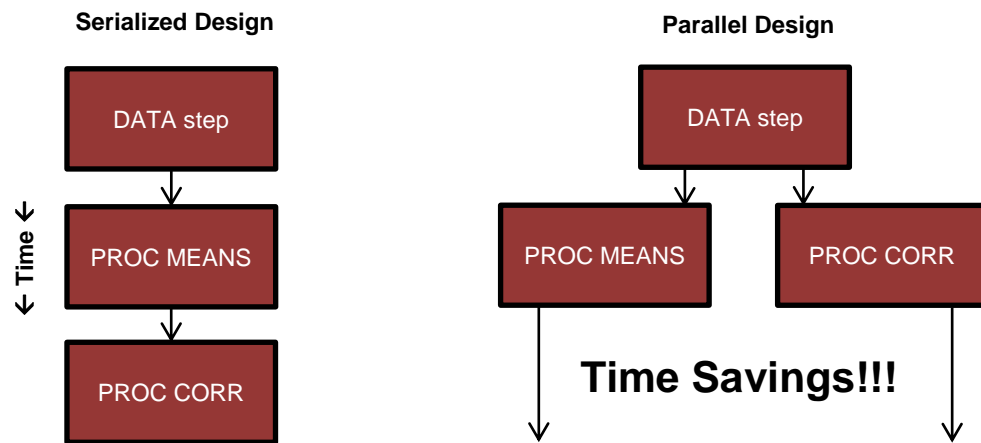 Serialized Design
DATA step
PROC MEANS
PROC CORR
← Time ←
Parallel Design
DATA step
PROC MEANS
PROC CORR
Time Savings!!!